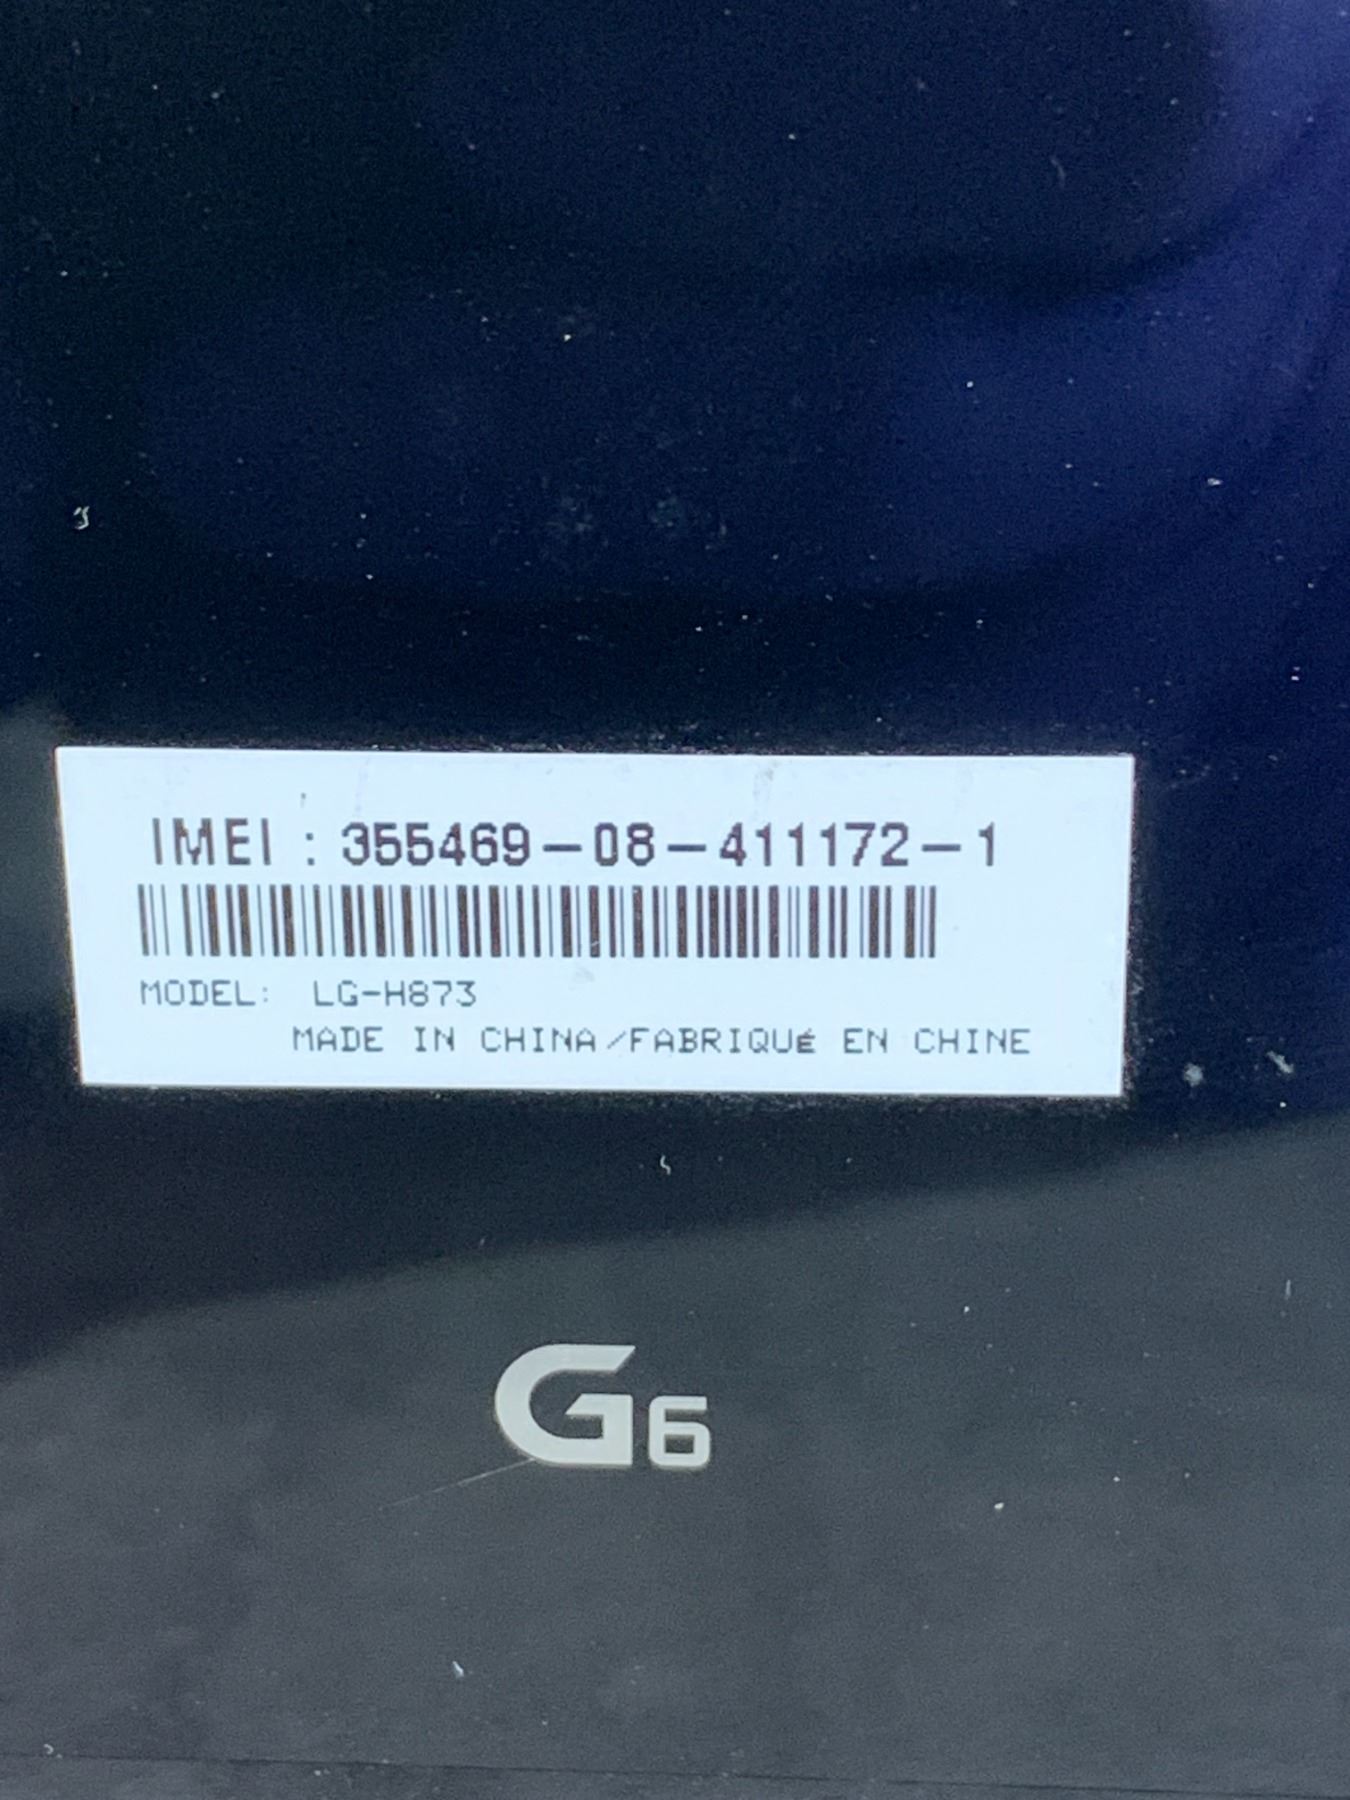 IMEI : 355469-08-411172-1
MODEL: LG-H873
MADE IN CHINA/FABRIQUÉ EN CHINE
G6